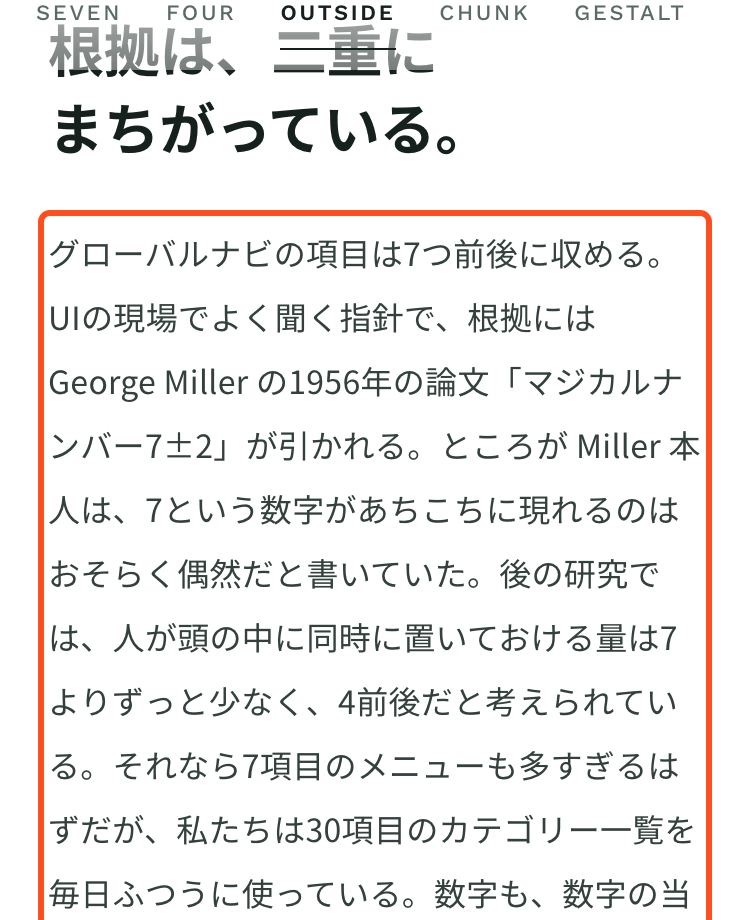 SEVEN FOUR OUTSIDE CHUNK GESTALT
根拠は、二重に
まちがっている。
グローバルナビの項目は7つ前後に収める。
UIの現場でよく聞く指針で、根拠には
George Miller の1956年の論文「マジカルナ
ンバー7±2」が引かれる。ところが Miller 本
人は、7という数字があちこちに現れるのは
おそらく偶然だと書いていた。後の研究で
は、人が頭の中に同時に置いておける量は7
よりずっと少なく、4前後だと考えられてい
る。それなら7項目のメニューも多すぎるは
ずだが、私たちは30項目のカテゴリー一覧を
毎日ふつうに使っている。数字も、数字の当